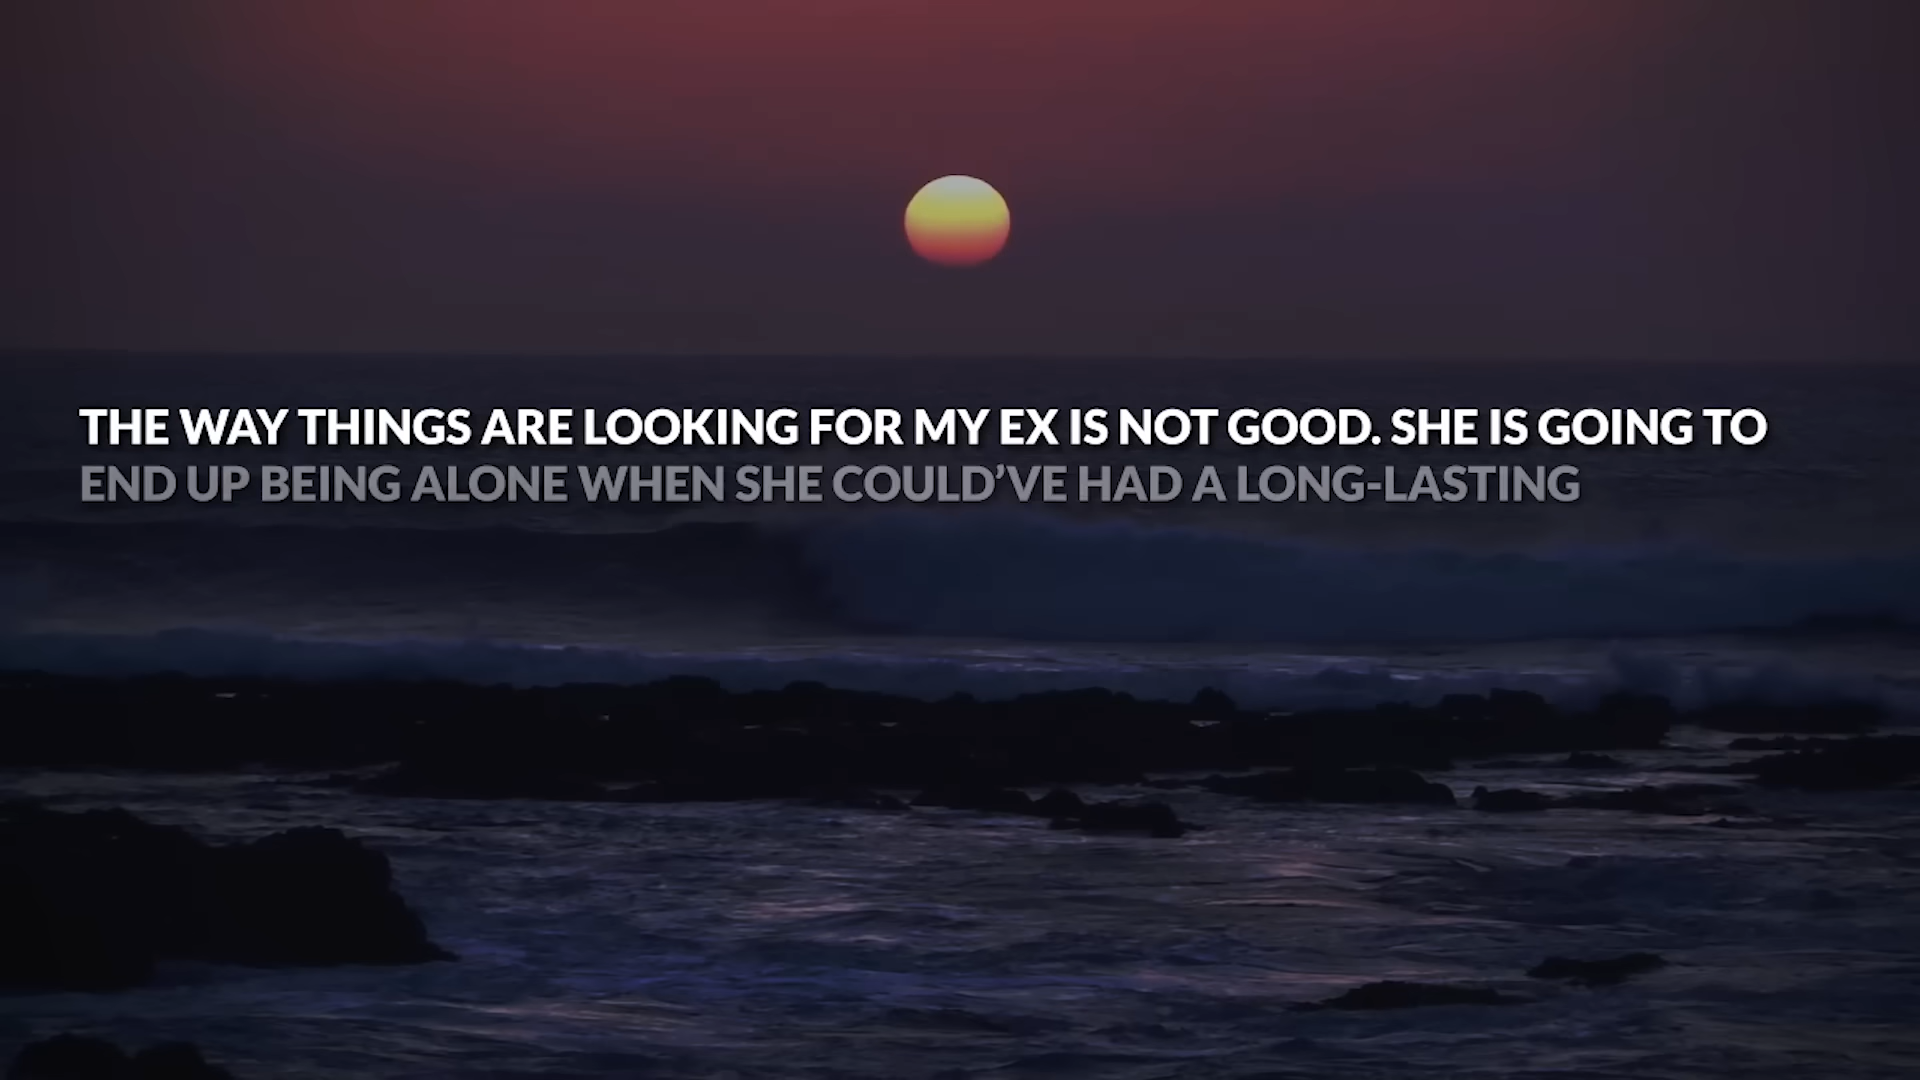 THE WAY THINGS ARE LOOKING FOR MY EX IS NOT GOOD. SHE IS GOING TO
END UP BEING ALONE WHEN SHE COULD’VE HAD A LONG-LASTING